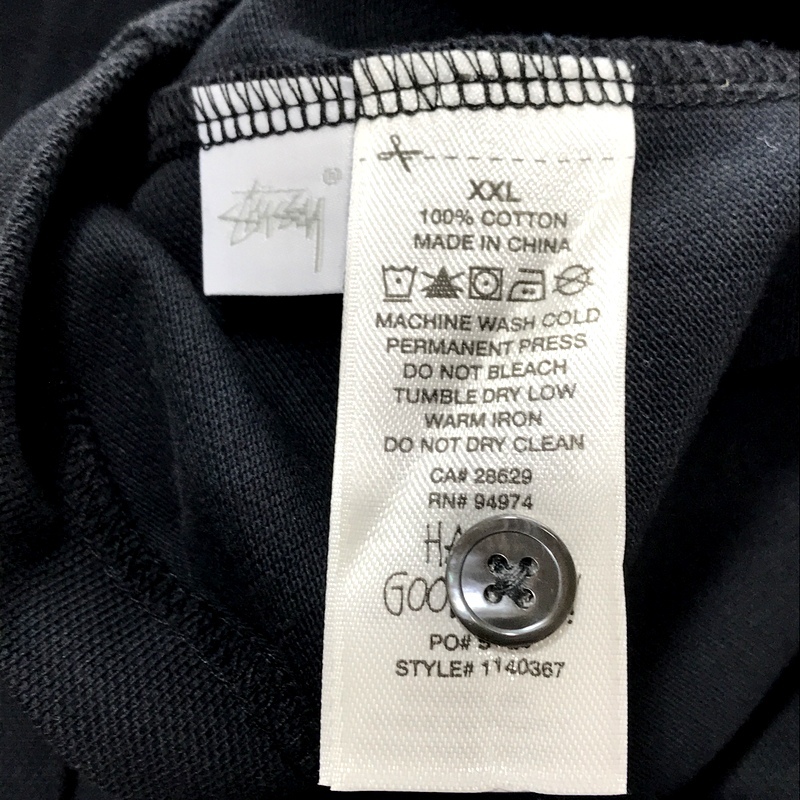 STUSSY
®
XXL
100% COTTON
MADE IN CHINA
MACHINE WASH COLD
PERMANENT PRESS
DO NOT BLEACH
TUMBLE DRY LOW
WARM IRON
DO NOT DRY CLEAN
CA# 28629
RN# 94974
PO#
STYLE# 1140367